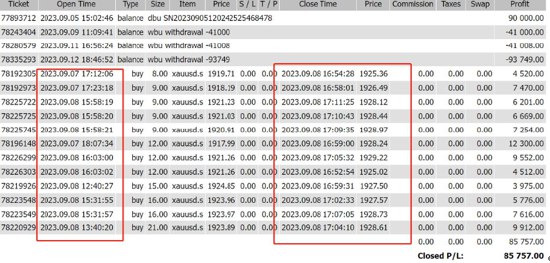 Ticket Open Time Type Size Item Price S / L T / P Close Time Price Commission Taxes Swap Profit
77893712 2023.09.05 15:02:46 balance dbu SN20230905120242525468478 90 000.00
78243404 2023.09.09 11:09:41 balance wbu withdrawal -41000 -41 000.00
78280579 2023.09.11 16:56:24 balance wbu withdrawal -41008 -41 008.00
78335293 2023.09.12 18:46:52 balance withdrawal -93749 -93 749.00
78192305 2023.09.07 17:12:06 buy 8.00 xauusd.s 1919.71 0.00 0.00 2023.09.08 16:54:28 1925.36 0.00 0.00 0.00 4 520.00
78192973 2023.09.07 17:23:18 buy 9.00 xauusd.s 1918.19 0.00 0.00 2023.09.08 16:58:01 1926.49 0.00 0.00 0.00 7 470.00
78225722 2023.09.08 15:58:19 buy 9.00 xauusd.s 1921.23 0.00 0.00 2023.09.08 17:11:25 1928.12 0.00 0.00 0.00 6 201.00
78225725 2023.09.08 15:58:20 buy 9.00 xauusd.s 1921.03 0.00 0.00 2023.09.08 17:10:43 1928.44 0.00 0.00 0.00 6 669.00
78225745 2023.09.08 15:58:21 buy 9.00 xauusd.s 1920.91 0.00 0.00 2023.09.08 17:09:35 1928.97 0.00 0.00 0.00 7 254.00
78196148 2023.09.07 18:07:34 buy 12.00 xauusd.s 1917.99 0.00 0.00 2023.09.08 16:59:00 1928.24 0.00 0.00 0.00 12 300.00
78226299 2023.09.08 16:03:00 buy 12.00 xauusd.s 1921.26 0.00 0.00 2023.09.08 17:05:32 1929.22 0.00 0.00 0.00 9 552.00
78226303 2023.09.08 16:03:02 buy 12.00 xauusd.s 1921.26 0.00 0.00 2023.09.08 16:52:54 1925.02 0.00 0.00 0.00 4 512.00
78219926 2023.09.08 12:40:27 buy 15.00 xauusd.s 1924.85 0.00 0.00 2023.09.08 16:59:31 1927.50 0.00 0.00 0.00 3 975.00
78223548 2023.09.08 15:31:55 buy 16.00 xauusd.s 1923.96 0.00 0.00 2023.09.08 17:02:33 1927.57 0.00 0.00 0.00 5 776.00
78223549 2023.09.08 15:31:57 buy 16.00 xauusd.s 1923.97 0.00 0.00 2023.09.08 17:07:05 1928.73 0.00 0.00 0.00 7 616.00
78220929 2023.09.08 13:40:20 buy 21.00 xauusd.s 1923.89 0.00 0.00 2023.09.08 17:04:10 1928.61 0.00 0.00 0.00 9 912.00
0.00 0.00 0.00 85 757.00
Closed P/L: 85 757.00